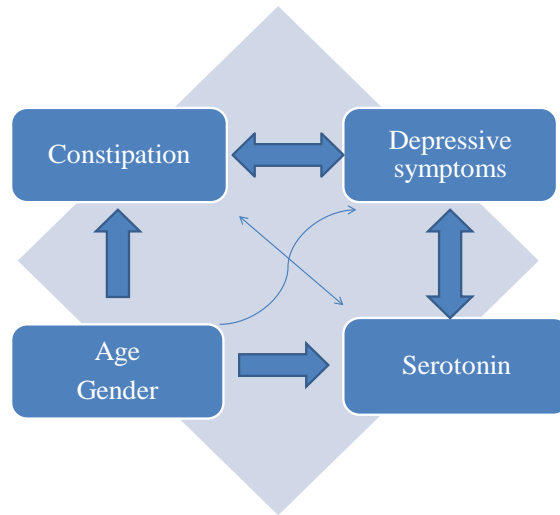 Constipation
Depressive
symptoms
Age
Gender
Serotonin